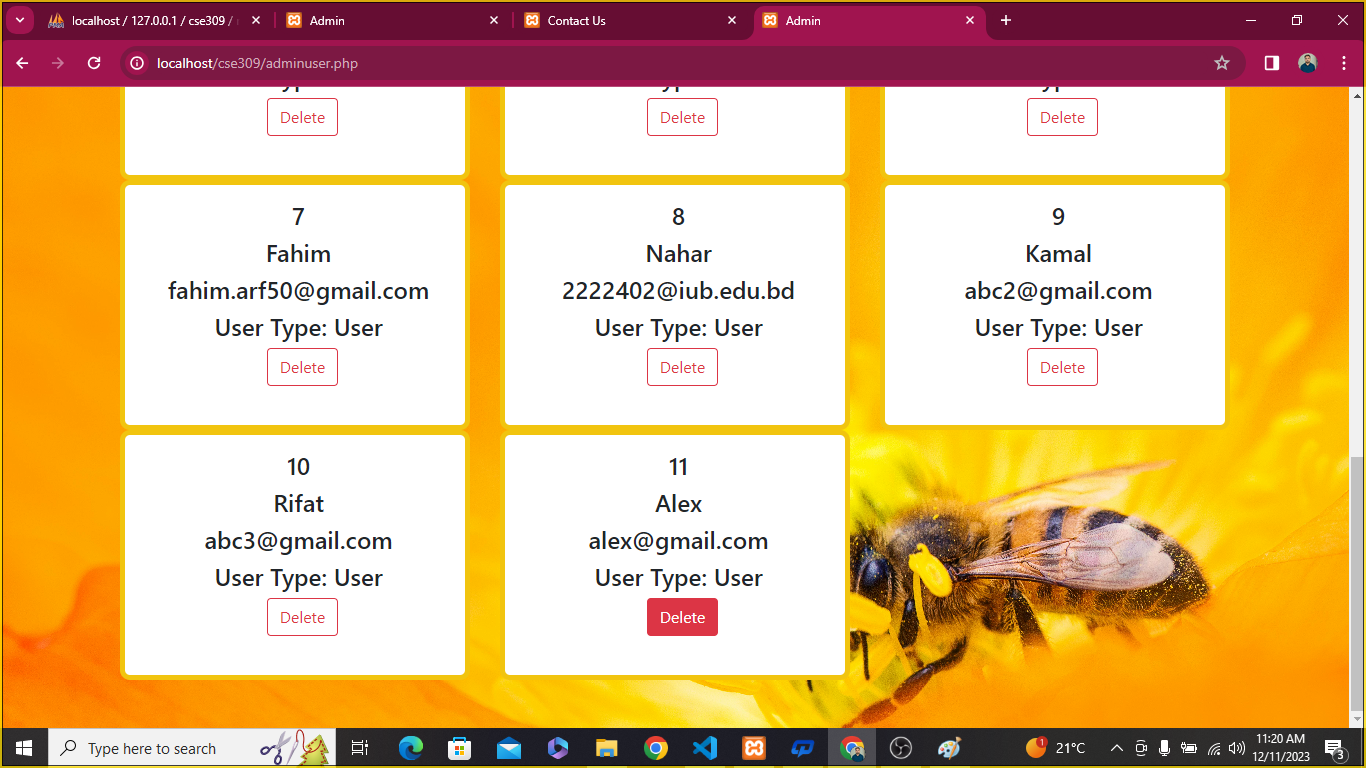 localhost / 127.0.0.1 / cse309 /
Admin
Contact Us
Admin
localhost/cse309/adminuser.php
Delete
Delete
Delete
7
Fahim
fahim.arf50@gmail.com
User Type: User
Delete
8
Nahar
2222402@iub.edu.bd
User Type: User
Delete
9
Kamal
abc2@gmail.com
User Type: User
Delete
10
Rifat
abc3@gmail.com
User Type: User
Delete
11
Alex
alex@gmail.com
User Type: User
Delete
Type here to search
1
21°C
11:20 AM
12/11/2023
3